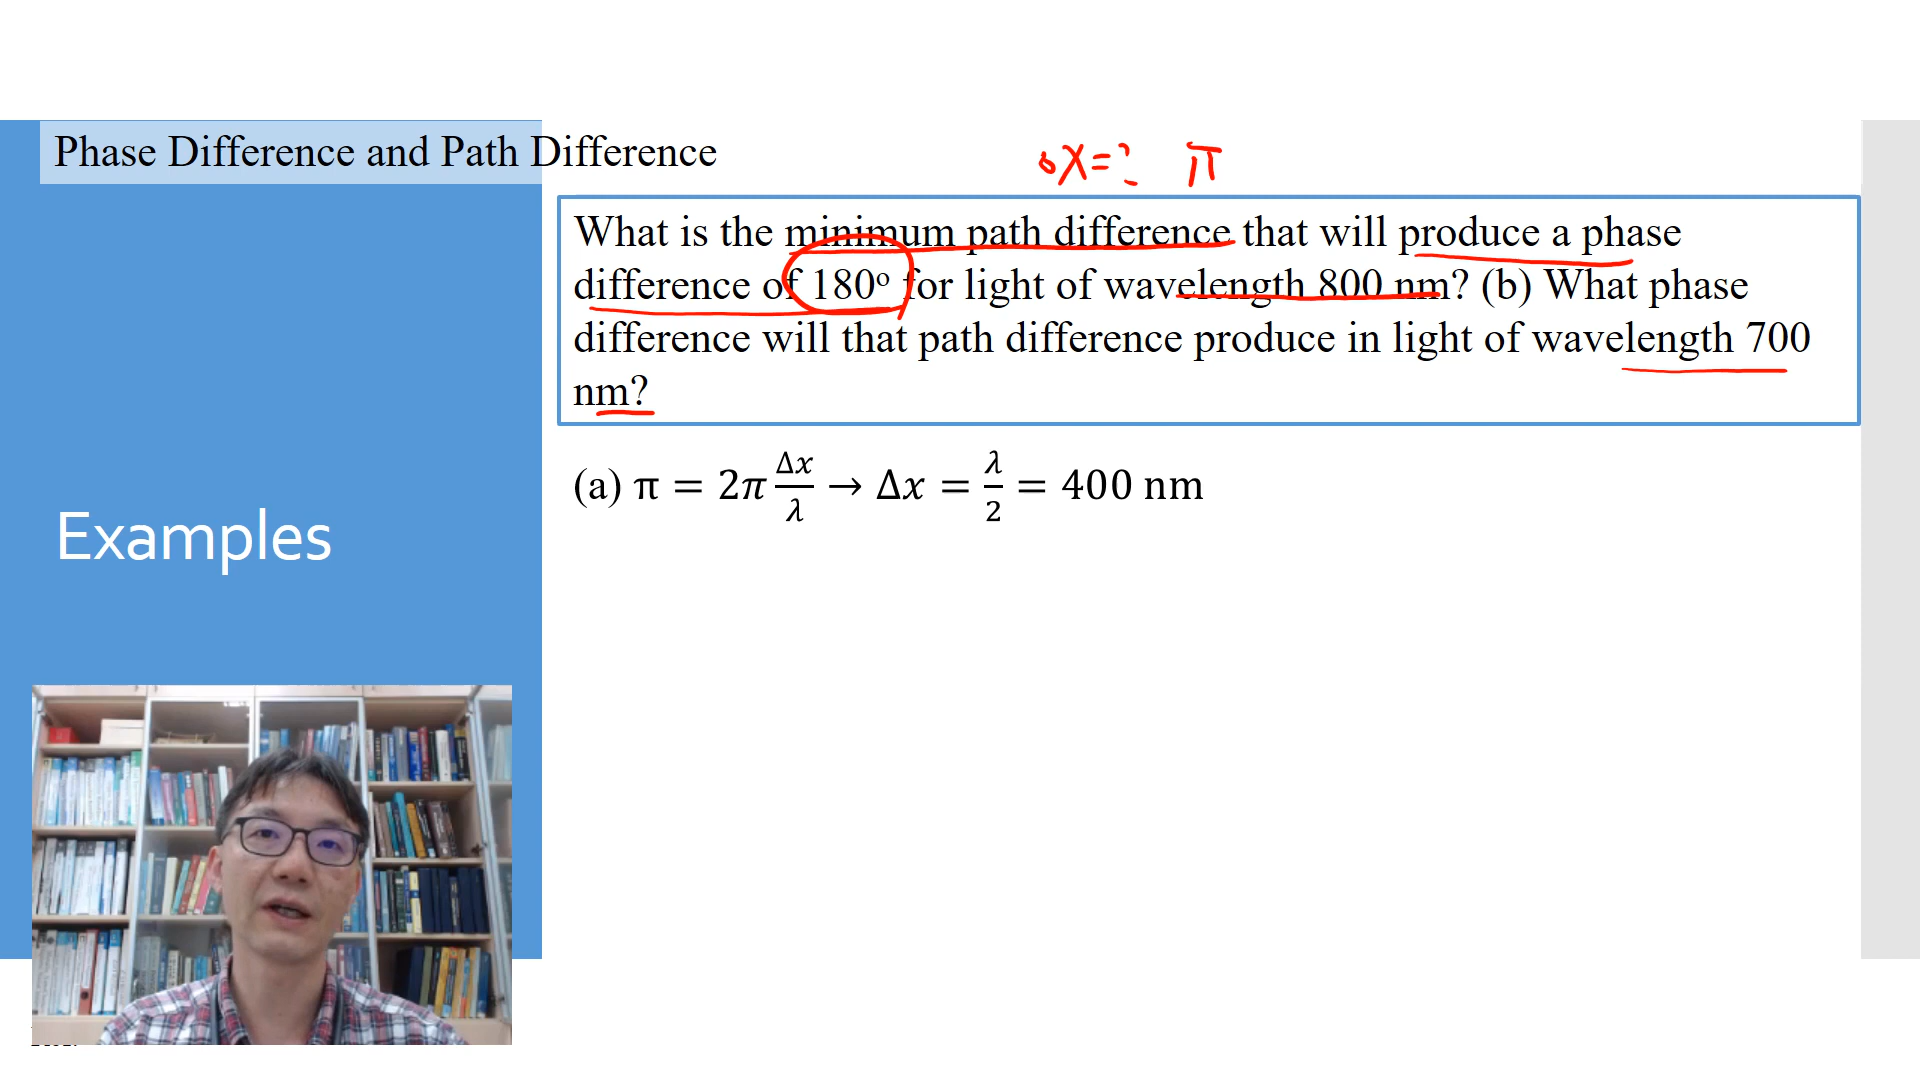 Phase Difference and Path Difference
Δx=? π
What is the minimum path difference that will produce a phase
difference of 180º for light of wavelength 800 nm? (b) What phase
difference will that path difference produce in light of wavelength 700
nm?
(a) π = 2π Δx/λ → Δx = λ/2 = 400 nm
Examples